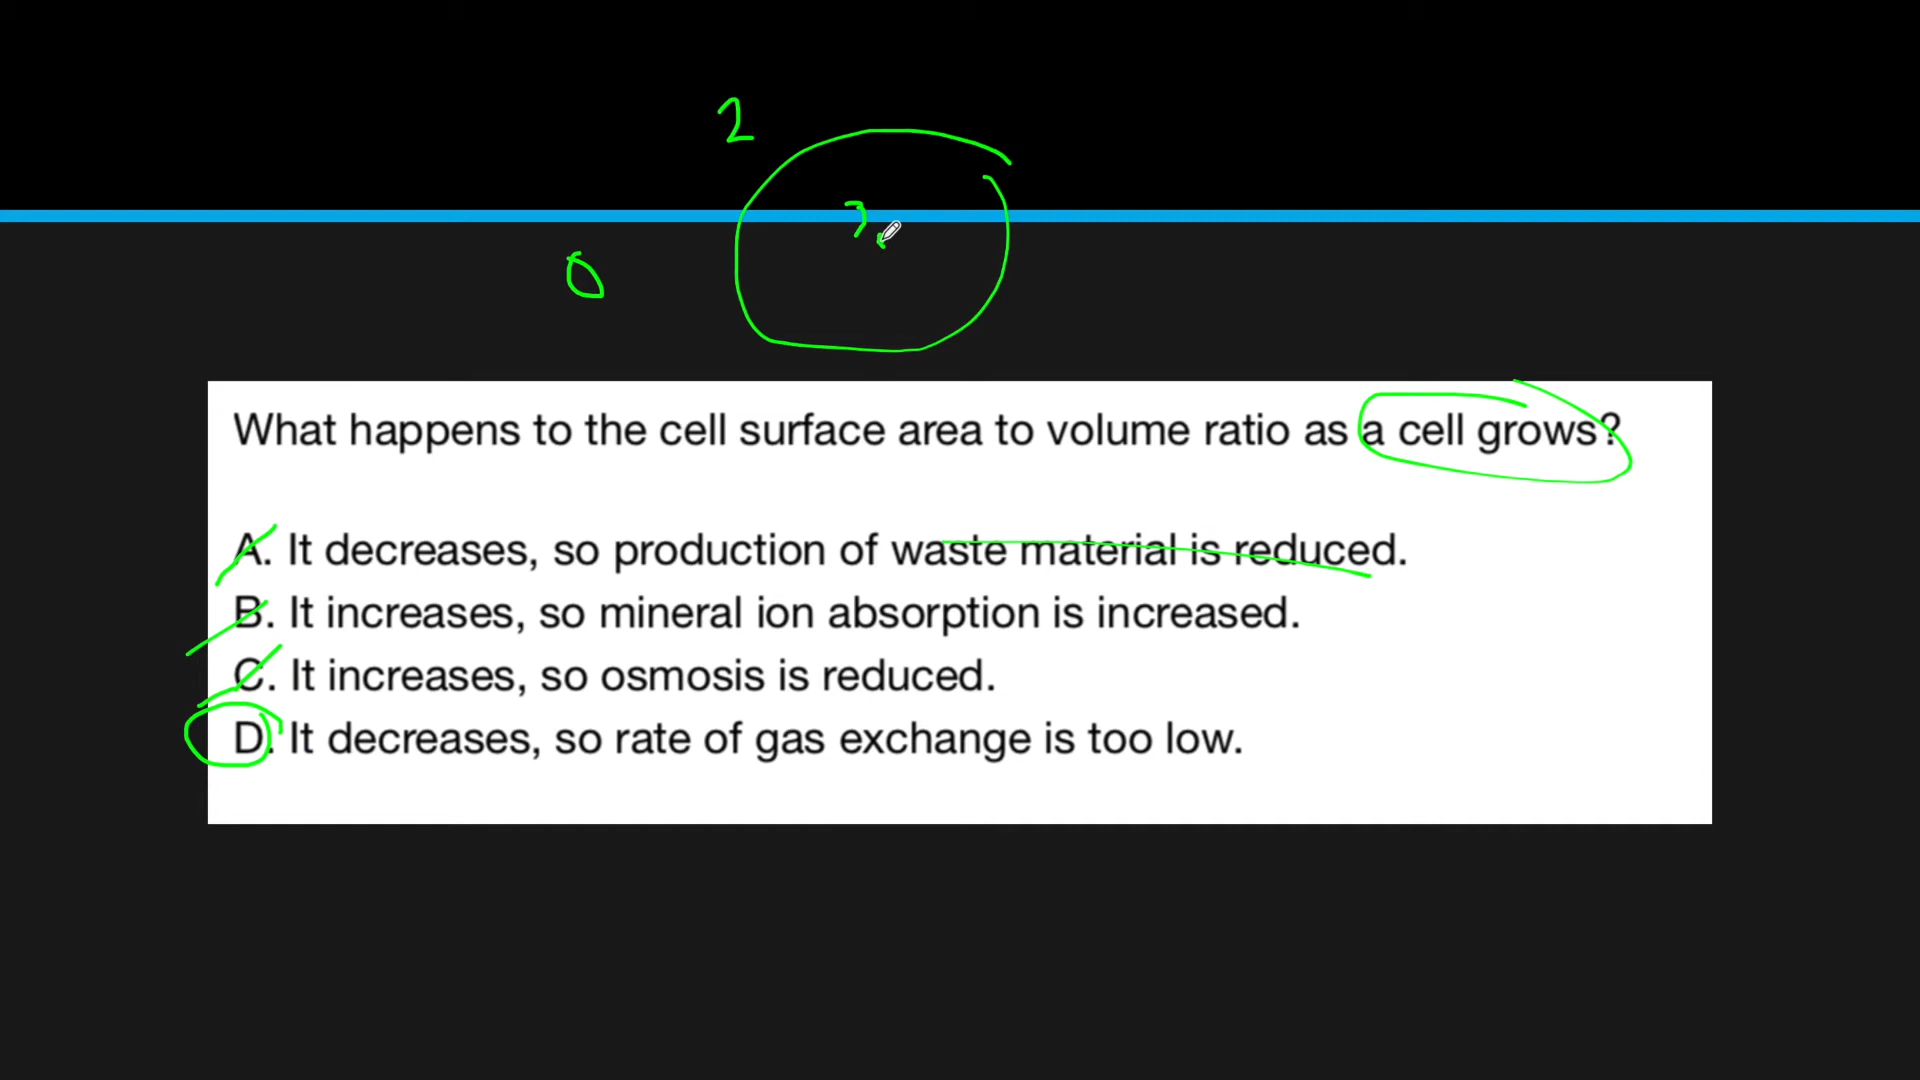 2
What happens to the cell surface area to volume ratio as a cell grows?
A. It decreases, so production of waste material is reduced.
B. It increases, so mineral ion absorption is increased.
C. It increases, so osmosis is reduced.
D. It decreases, so rate of gas exchange is too low.